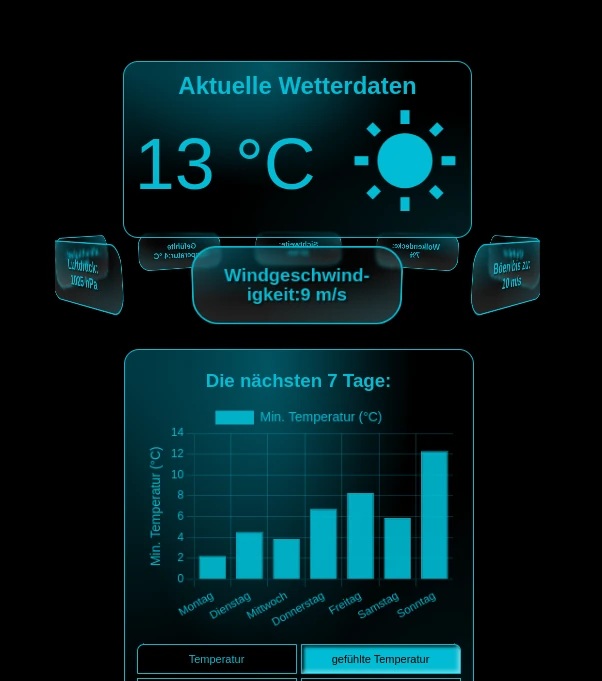 Aktuelle Wetterdaten
13 °C
Gefühlte
Sichtweite:
Wolkendecke:
7%
Luftdruck:
1025 hPa
Windgeschwind-
igkeit:9 m/s
Böen bis zu:
10 m/s
Die nächsten 7 Tage:
Min. Temperatur (°C)
Min. Temperatur (°C)
14
12
10
8
6
4
2
0
Montag
Dienstag
Mittwoch
Donnerstag
Freitag
Samstag
Sonntag
Temperatur
gefühlte Temperatur